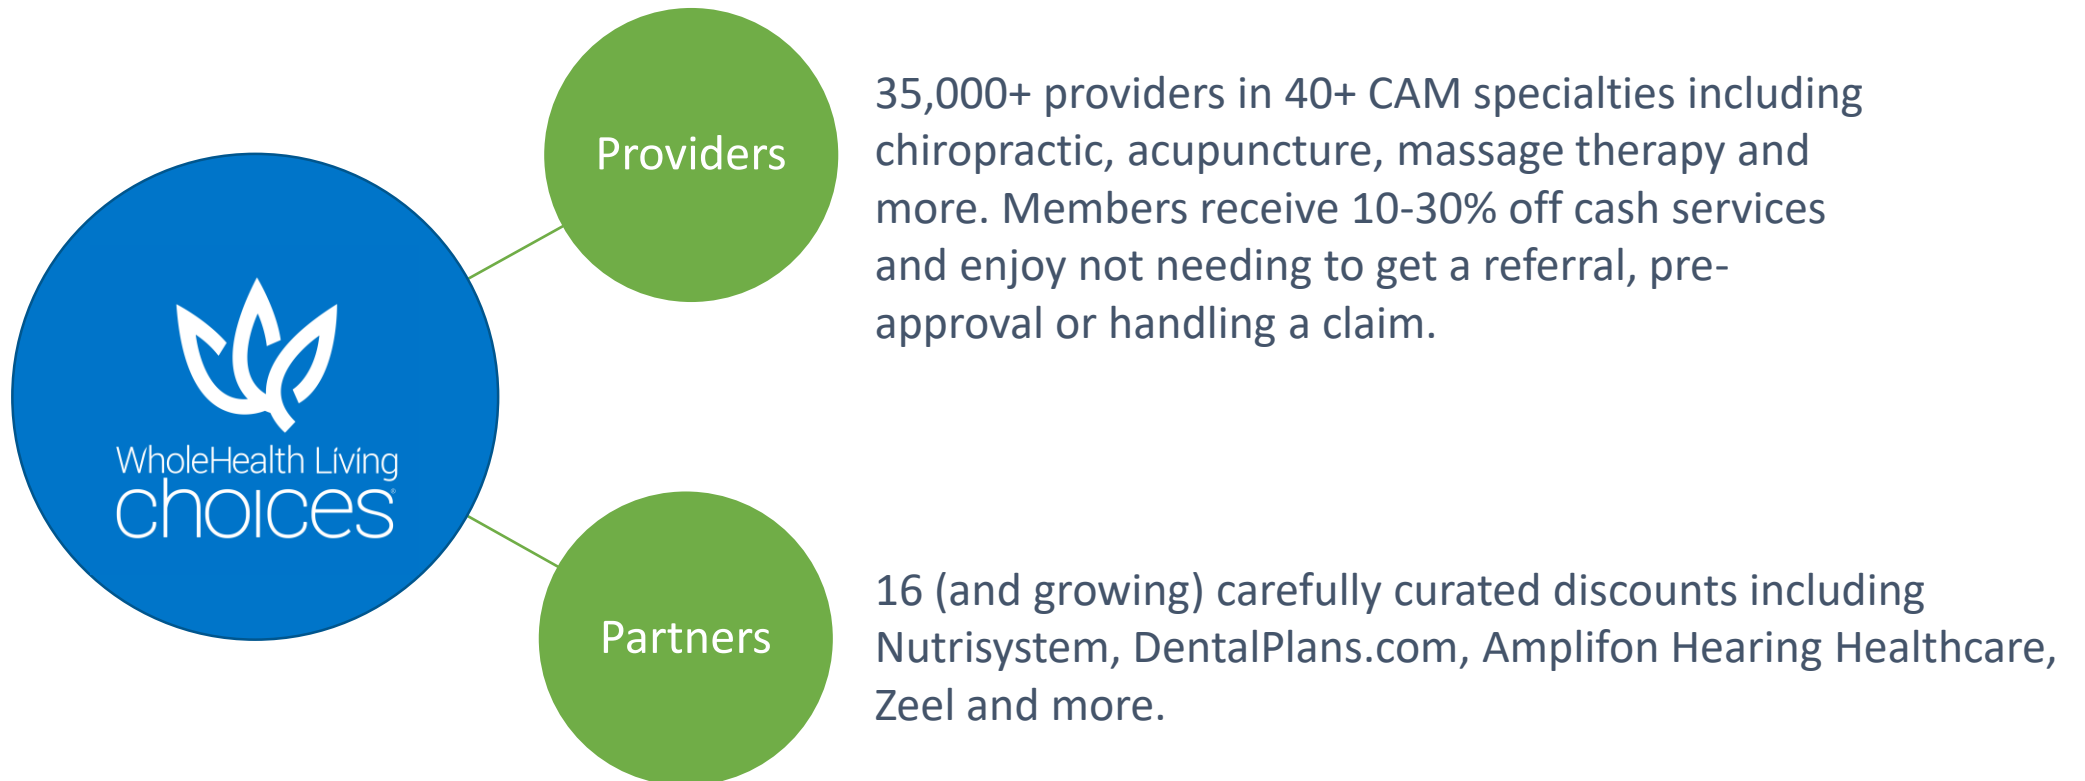 Providers
35,000+ providers in 40+ CAM specialties including
chiropractic, acupuncture, massage therapy and
more. Members receive 10-30% off cash services
and enjoy not needing to get a referral, pre-
approval or handling a claim.
WholeHealth Living
choices®
Partners
16 (and growing) carefully curated discounts including
Nutrisystem, DentalPlans.com, Amplifon Hearing Healthcare,
Zeel and more.